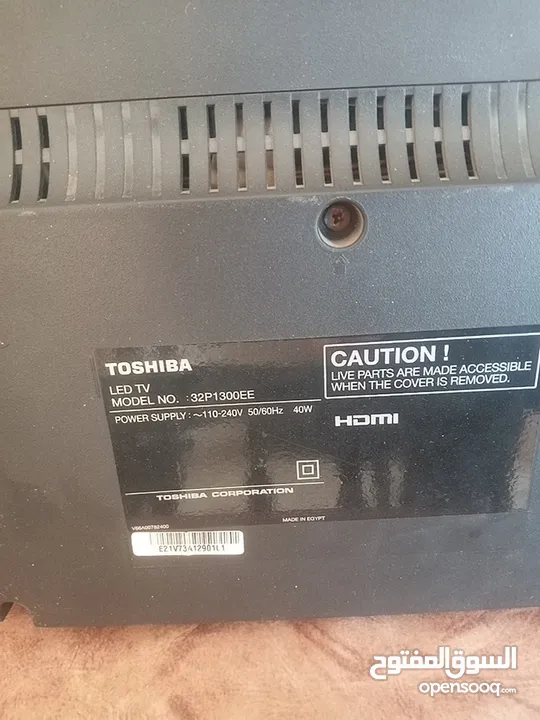 TOSHIBA
LED TV
MODEL NO. :32P1300EE
POWER SUPPLY : ~110-240V 50/60Hz 40W
CAUTION !
LIVE PARTS ARE MADE ACCESSIBLE
WHEN THE COVER IS REMOVED.
HDMI
TOSHIBA CORPORATION
V66A00762400
MADE IN EGYPT
E21V73A12901L1
السوق المفتوح
opensooq.com